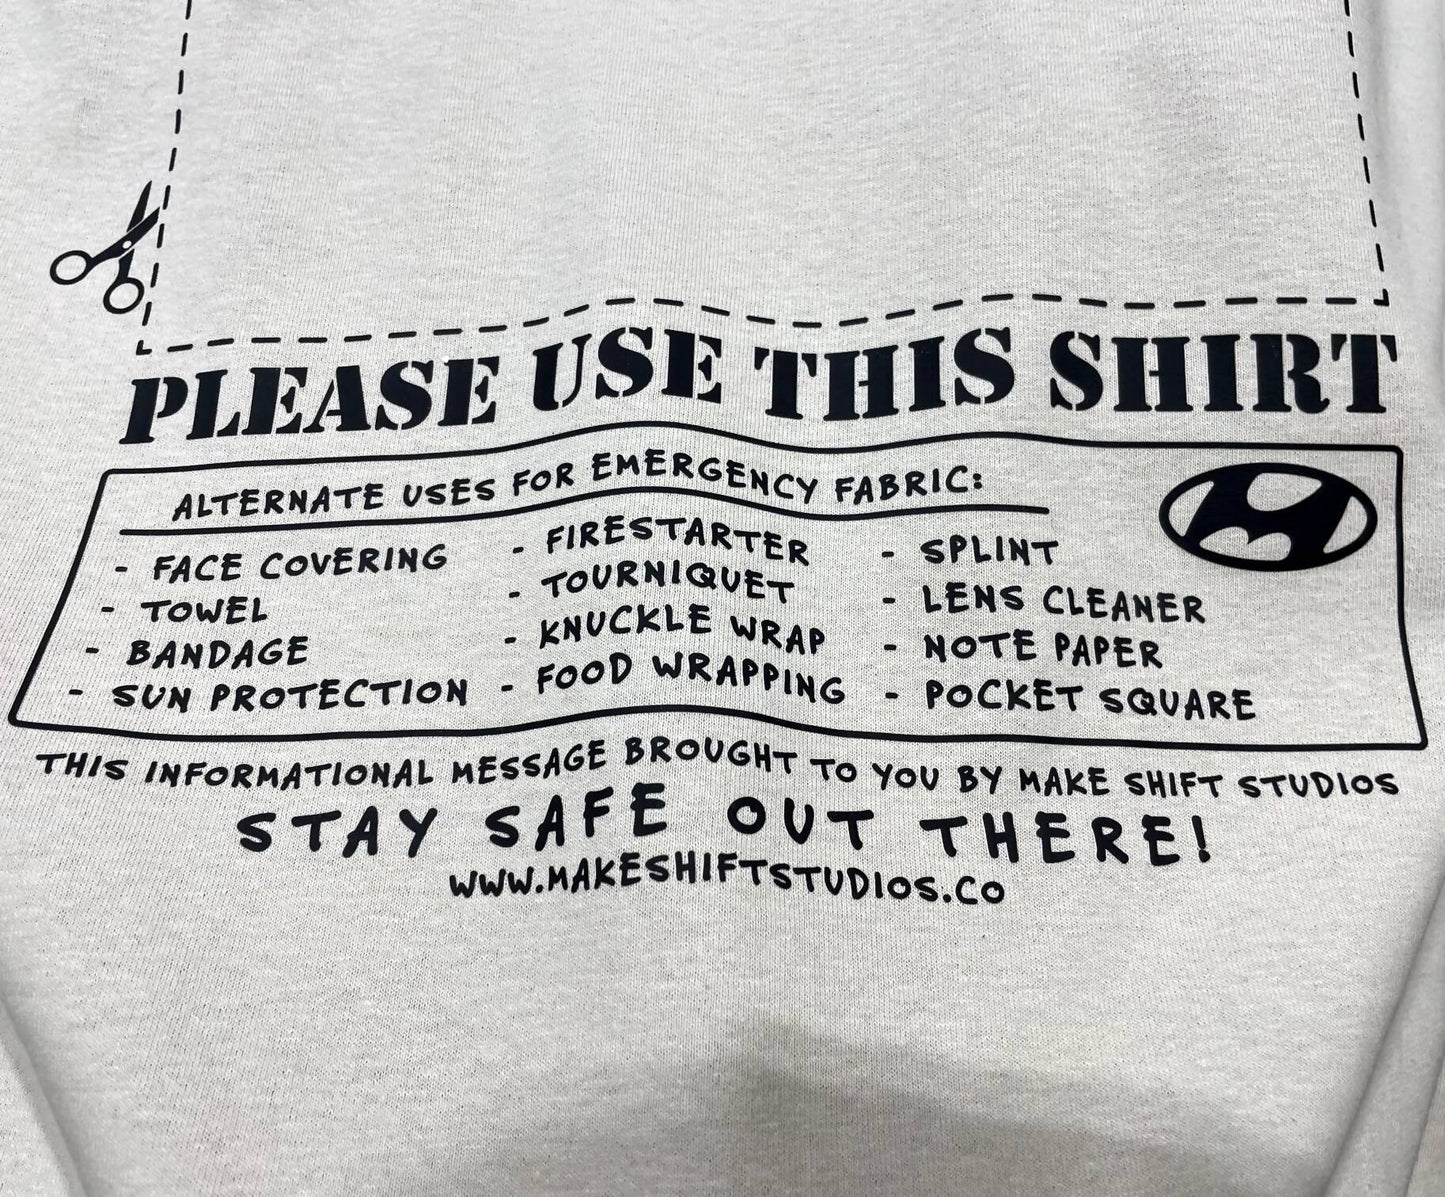 PLEASE USE THIS SHIRT
ALTERNATE USES FOR EMERGENCY FABRIC:
- FACE COVERING
- TOWEL
- BANDAGE
- SUN PROTECTION
- FIRESTARTER
- TOURNIQUET
- KNUCKLE WRAP
- FOOD WRAPPING
- SPLINT
- LENS CLEANER
- NOTE PAPER
- POCKET SQUARE
THIS INFORMATIONAL MESSAGE BROUGHT TO YOU BY MAKE SHIFT STUDIOS
STAY SAFE OUT THERE!
WWW.MAKESHIFTSTUDIOS.CO